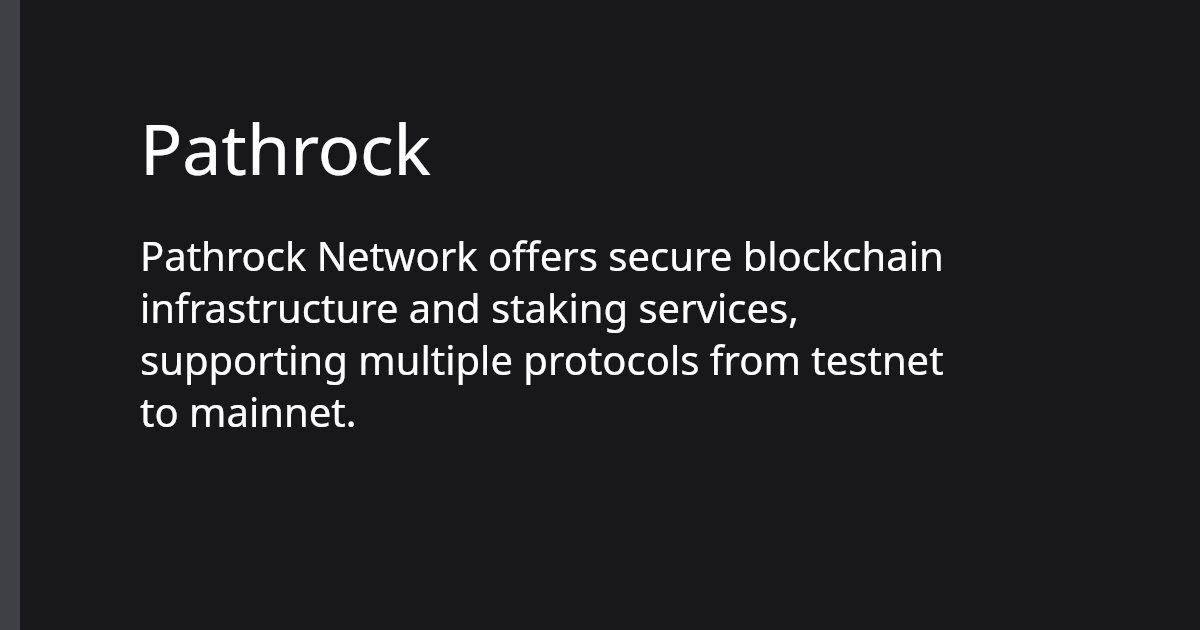 Pathrock
Pathrock Network offers secure blockchain
infrastructure and staking services,
supporting multiple protocols from testnet
to mainnet.